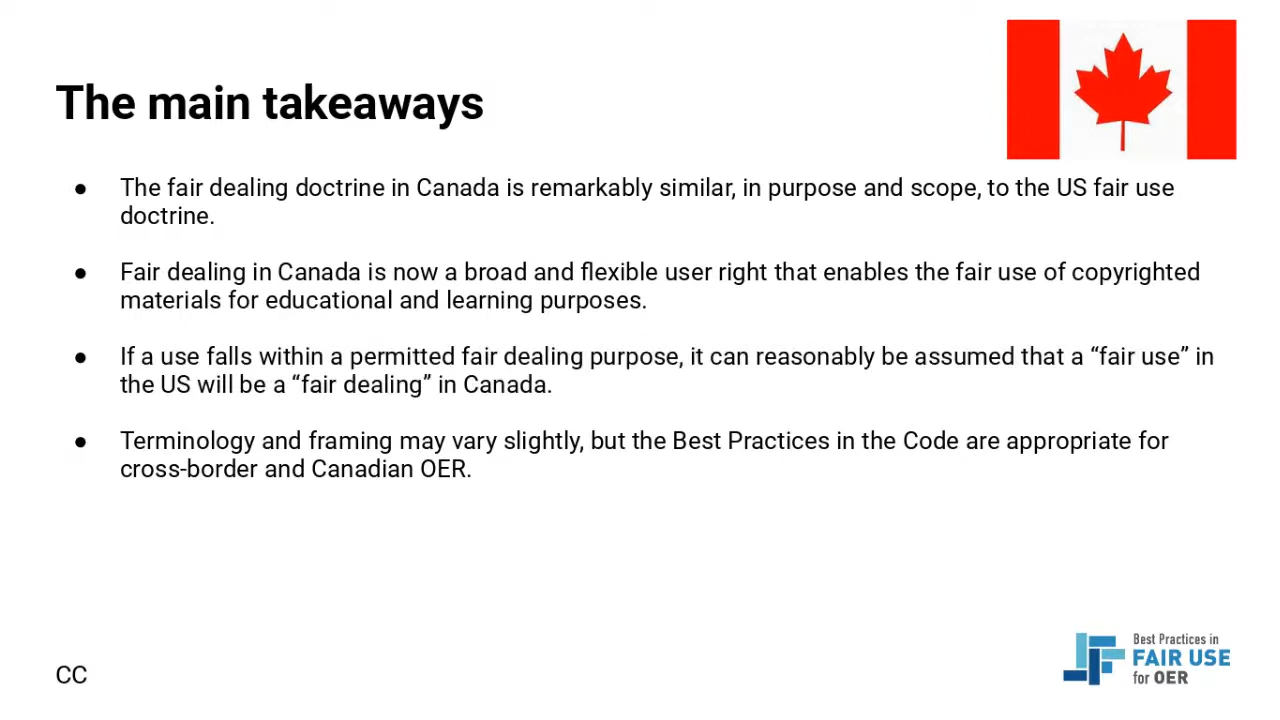 The main takeaways
● The fair dealing doctrine in Canada is remarkably similar, in purpose and scope, to the US fair use
doctrine.
● Fair dealing in Canada is now a broad and flexible user right that enables the fair use of copyrighted
materials for educational and learning purposes.
● If a use falls within a permitted fair dealing purpose, it can reasonably be assumed that a “fair use” in
the US will be a “fair dealing” in Canada.
● Terminology and framing may vary slightly, but the Best Practices in the Code are appropriate for
cross-border and Canadian OER.
CC
Best Practices in
FAIR USE
for OER